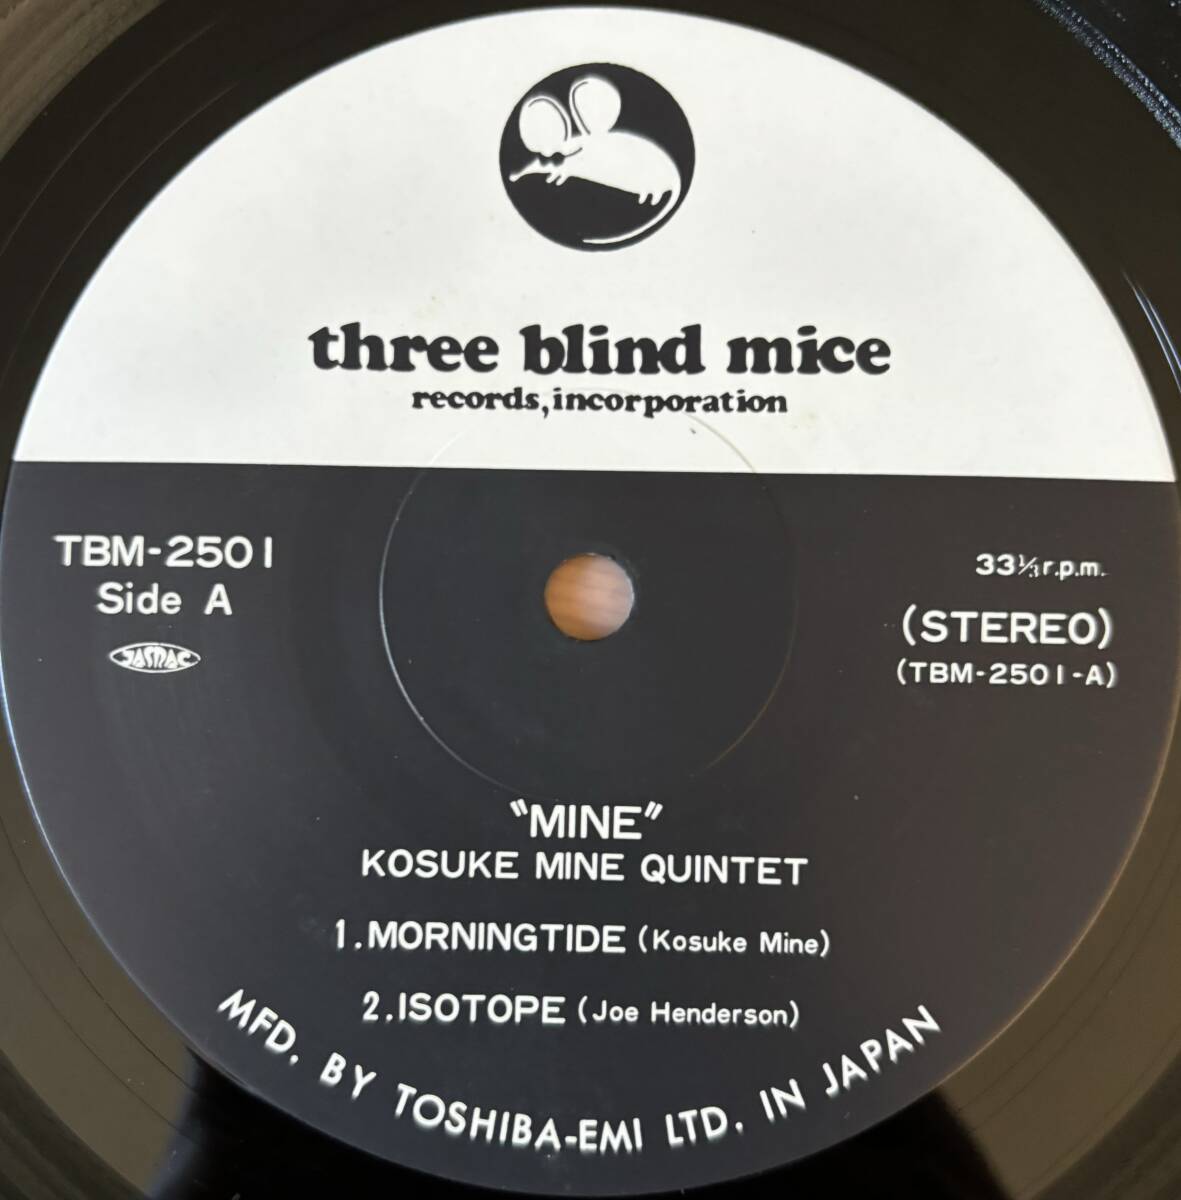 three blind mice
records, incorporation
TBM-2501
Side A
JASRAC
33⅓ r.p.m.
(STEREO)
(TBM-2501-A)
"MINE"
KOSUKE MINE QUINTET
1. MORNINGTIDE (Kosuke Mine)
2. ISOTOPE (Joe Henderson)
MFD. BY TOSHIBA-EMI LTD. IN JAPAN